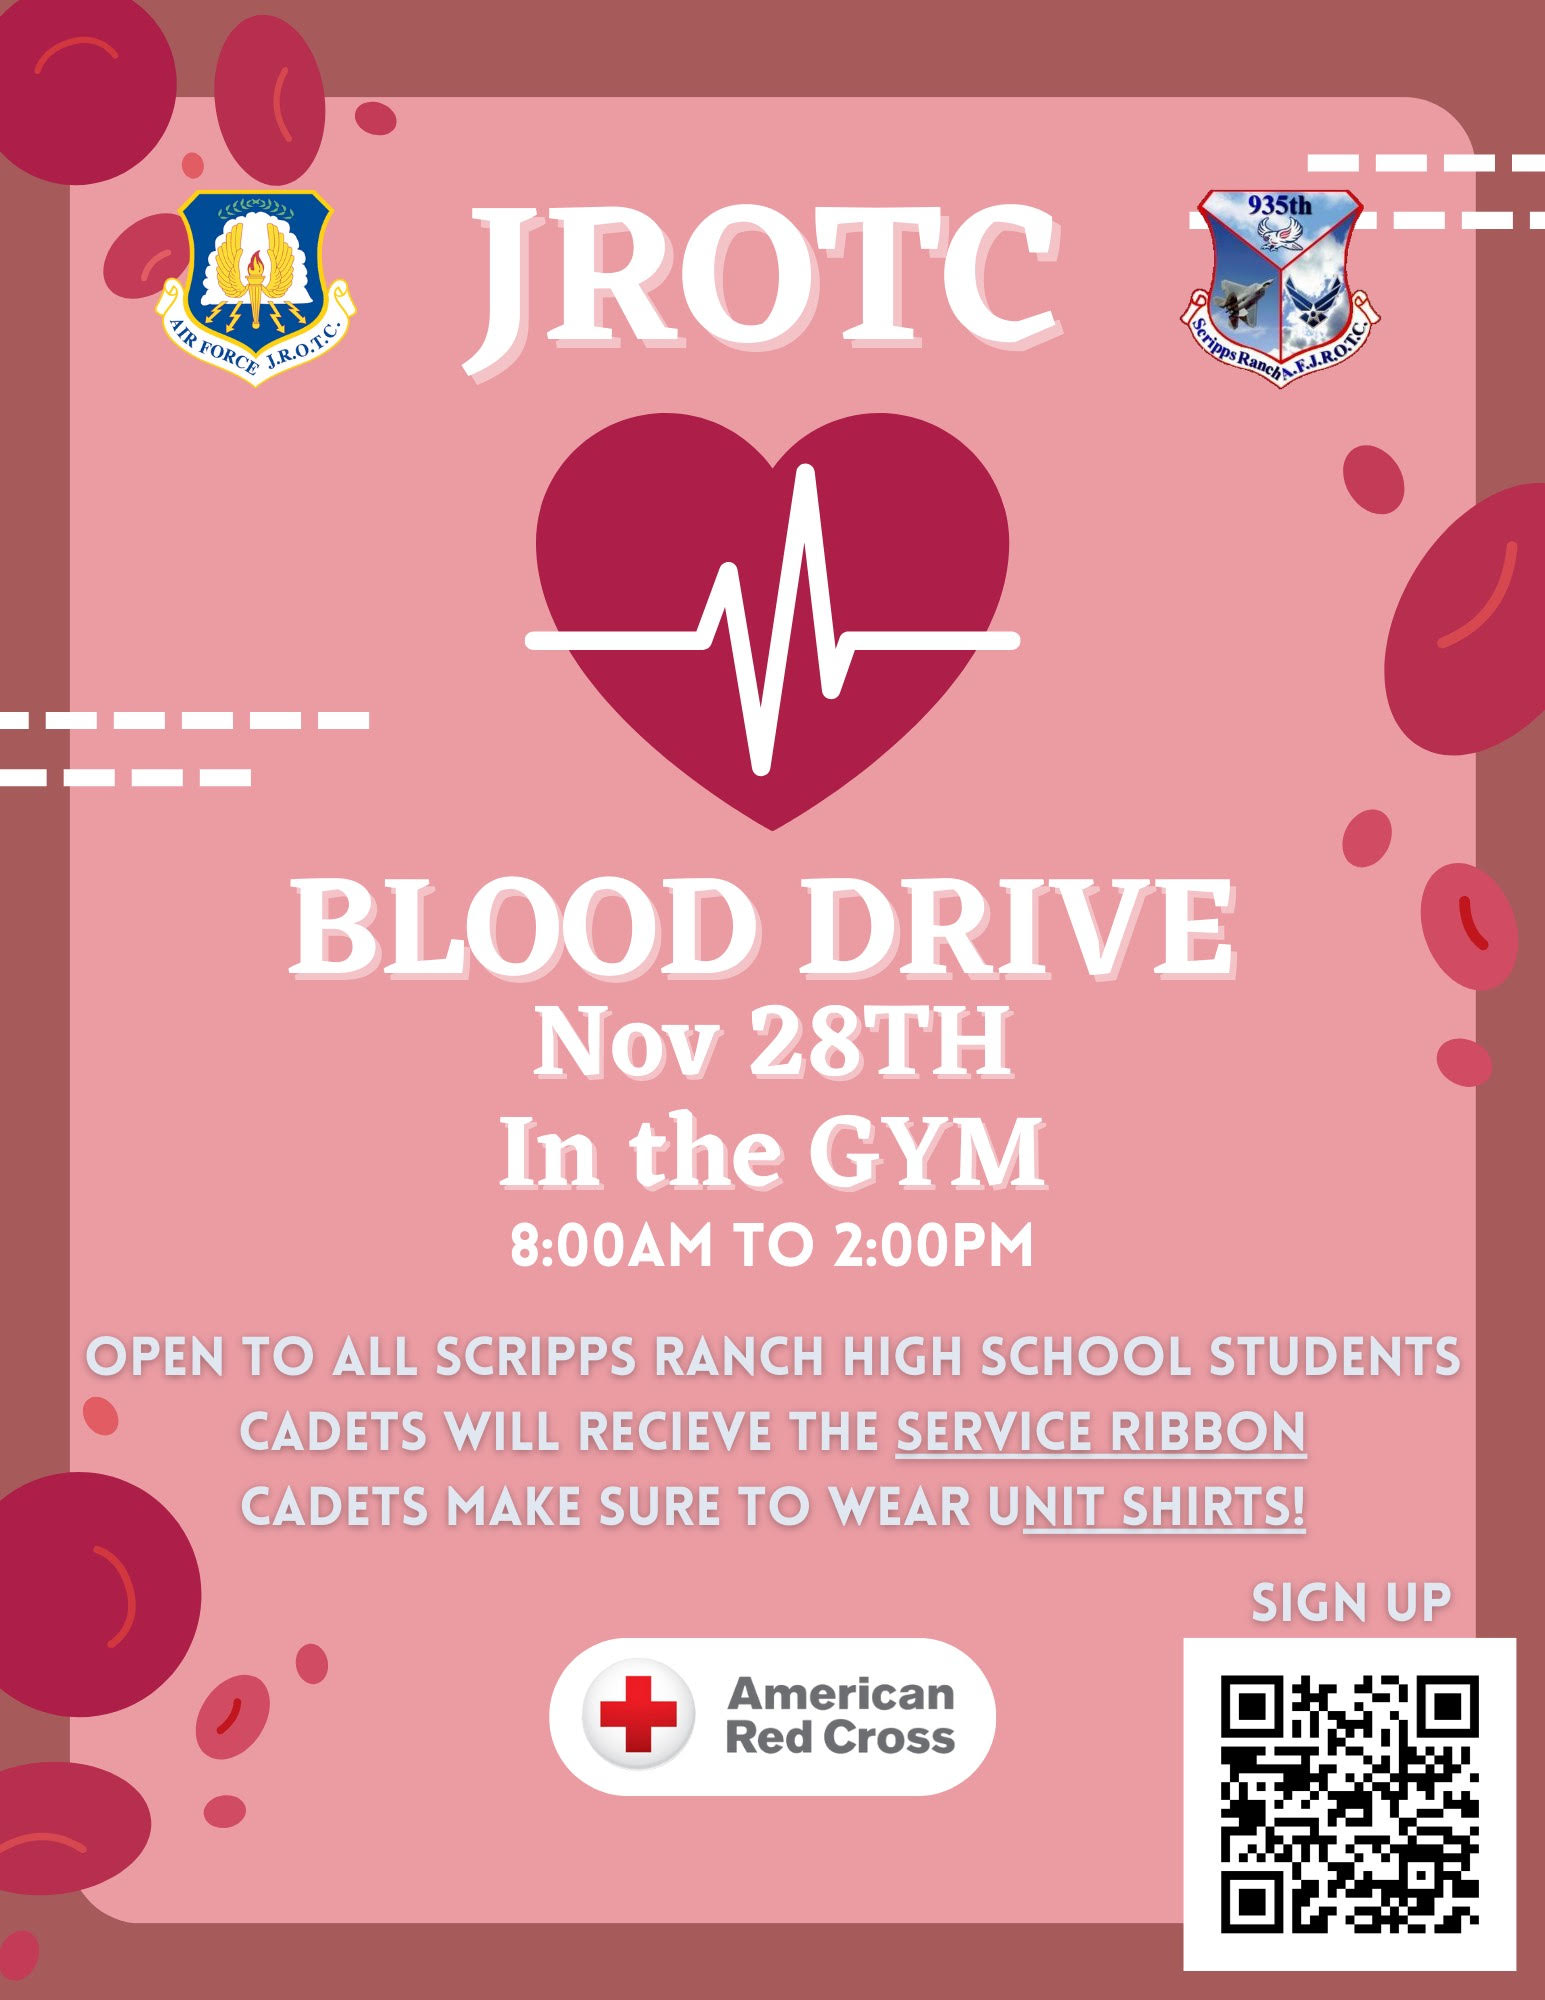 JROTC
AIR FORCE J.R.O.T.C.
935th
Scripps Ranch A.F.J.R.O.T.C.
BLOOD DRIVE
Nov 28TH
In the GYM
8:00AM TO 2:00PM
OPEN TO ALL SCRIPPS RANCH HIGH SCHOOL STUDENTS
CADETS WILL RECIEVE THE SERVICE RIBBON
CADETS MAKE SURE TO WEAR UNIT SHIRTS!
SIGN UP
American
Red Cross